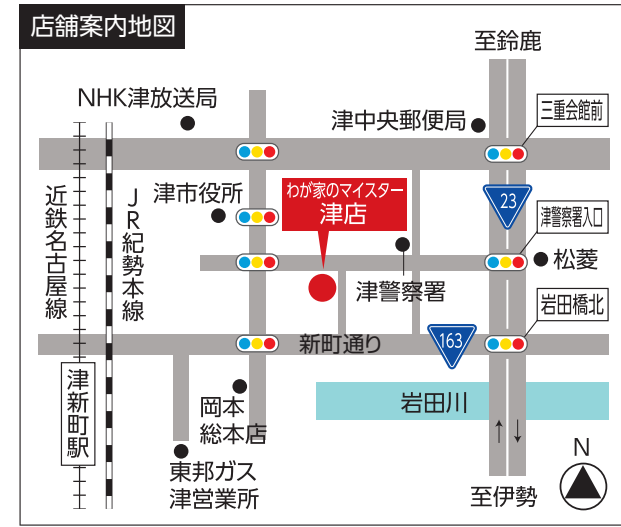 店舗案内地図
至鈴鹿
NHK津放送局
津中央郵便局
三重会館前
近鉄名古屋線
JR紀勢本線
津市役所
わが家のマイスター
津店
23
津警察署入口
松菱
津警察署
岩田橋北
新町通り
163
津新町駅
岡本
総本店
岩田川
↑↓
東邦ガス
津営業所
至伊勢
N